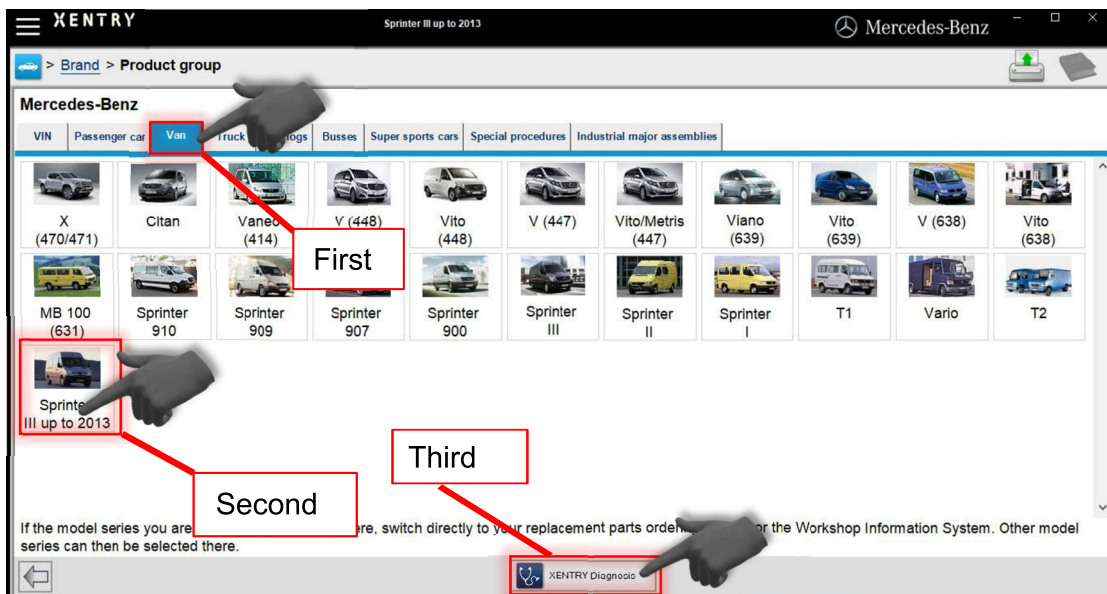 XENTRY
Sprinter III up to 2013
Mercedes-Benz
> Brand > Product group
Mercedes-Benz
VIN Passenger car Van Truck Busses Super sports cars Special procedures Industrial major assemblies
X
(470/471)
Citan
Vaneo
(414)
V (448)
Vito
(448)
V (447)
Vito/Metris
(447)
Viano
(639)
Vito
(639)
V (638)
Vito
(638)
First
MB 100
(631)
Sprinter
910
Sprinter
909
Sprinter
907
Sprinter
900
Sprinter
III
Sprinter
II
Sprinter
I
T1
Vario
T2
Sprinter
III up to 2013
Third
Second
If the model series you are re, switch directly to your replacement parts or the Workshop Information System. Other model
series can then be selected there.
XENTRY Diagnosis